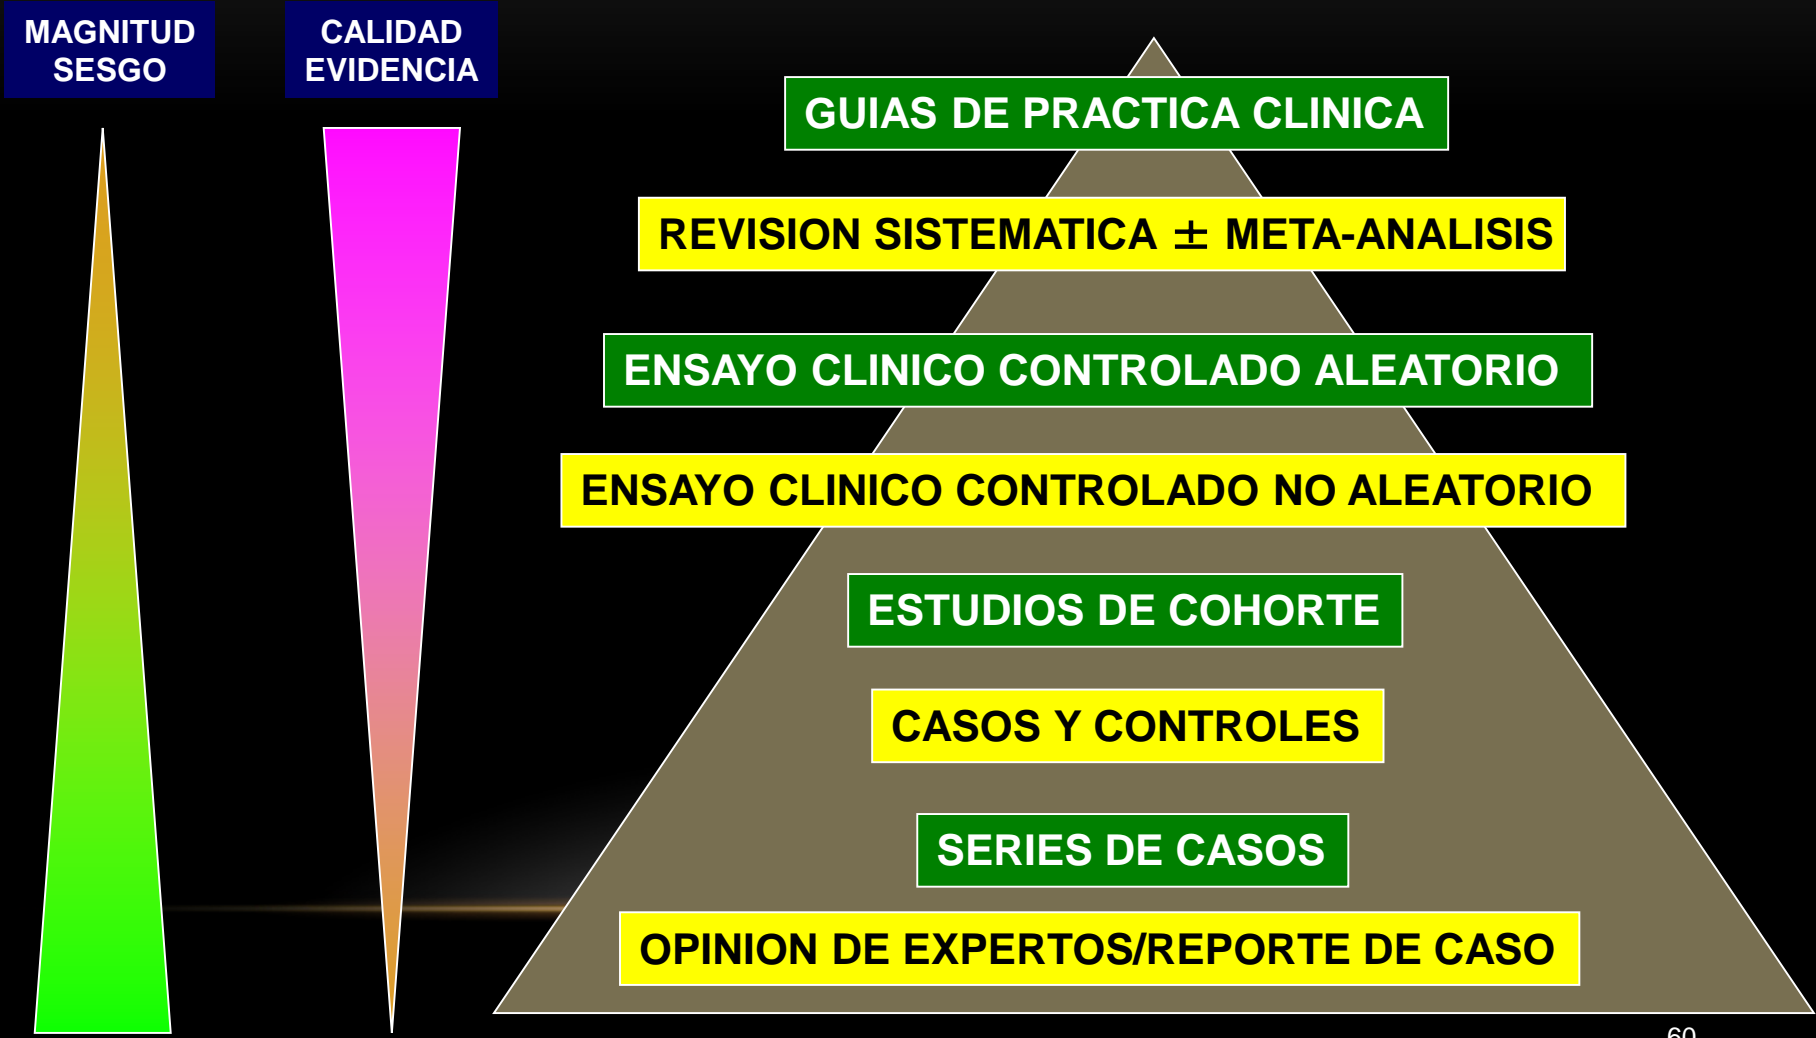 MAGNITUD
SESGO
CALIDAD
EVIDENCIA
GUIAS DE PRACTICA CLINICA
REVISION SISTEMATICA ± META-ANALISIS
ENSAYO CLINICO CONTROLADO ALEATORIO
ENSAYO CLINICO CONTROLADO NO ALEATORIO
ESTUDIOS DE COHORTE
CASOS Y CONTROLES
SERIES DE CASOS
OPINION DE EXPERTOS/REPORTE DE CASO
60